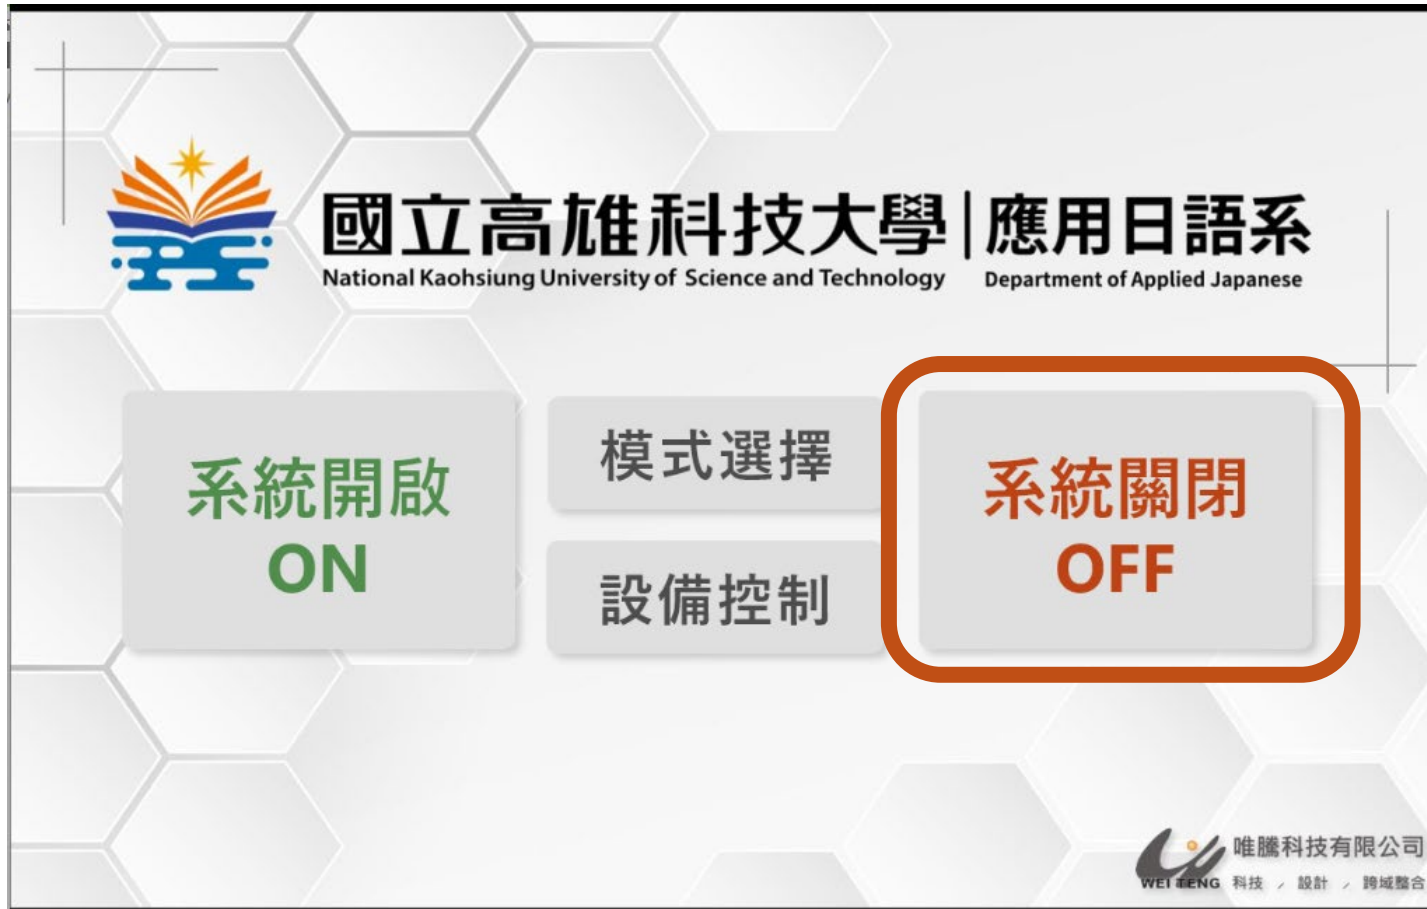 國立高雄科技大學|應用日語系
National Kaohsiung University of Science and Technology Department of Applied Japanese
系統開啟
ON
模式選擇
設備控制
系統關閉
OFF
唯騰科技有限公司
WEI TENG 科技 / 設計 / 跨域整合